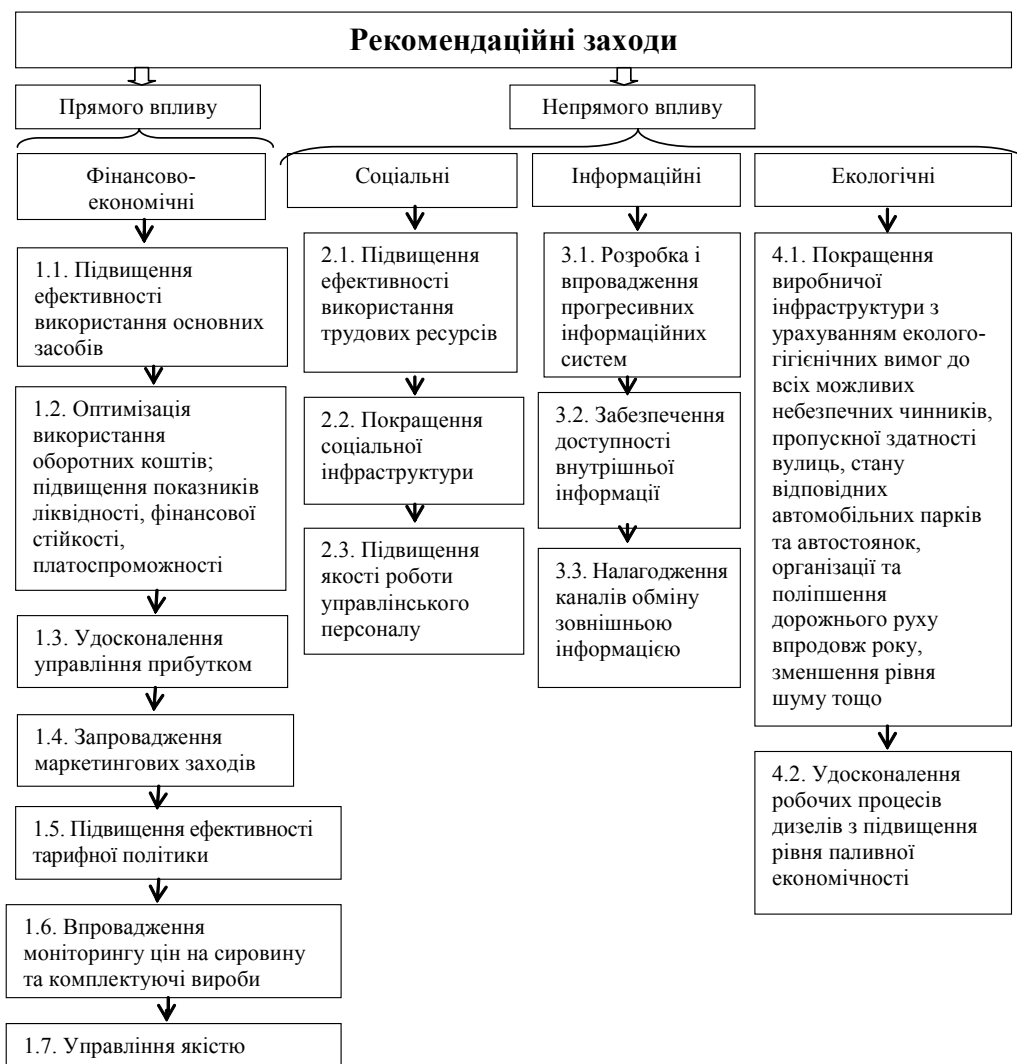 Рекомендаційні заходи
Прямого впливу
Непрямого впливу
Фінансово-
економічні
Соціальні
Інформаційні
Екологічні
1.1. Підвищення
ефективності
використання основних
засобів
1.2. Оптимізація
використання
оборотних коштів;
підвищення показників
ліквідності, фінансової
стійкості,
платоспроможності
1.3. Удосконалення
управління прибутком
1.4. Запровадження
маркетингових заходів
1.5. Підвищення ефективності
тарифної політики
1.6. Впровадження
моніторингу цін на сировину
та комплектуючі вироби
1.7. Управління якістю
2.1. Підвищення
ефективності
використання
трудових ресурсів
2.2. Покращення
соціальної
інфраструктури
2.3. Підвищення
якості роботи
управлінського
персоналу
3.1. Розробка і
впровадження
прогресивних
інформаційних
систем
3.2. Забезпечення
доступності
внутрішньої
інформації
3.3. Налагодження
каналів обміну
зовнішньою
інформацією
4.1. Покращення
виробничої
інфраструктури з
урахуванням еколого-
гігієнічних вимог до
всіх можливих
небезпечних чинників,
пропускної здатності
вулиць, стану
відповідних
автомобільних парків
та автостоянок,
організації та
поліпшення
дорожнього руху
впродовж року,
зменшення рівня
шуму тощо
4.2. Удосконалення
робочих процесів
дизелів з підвищення
рівня паливної
економічності